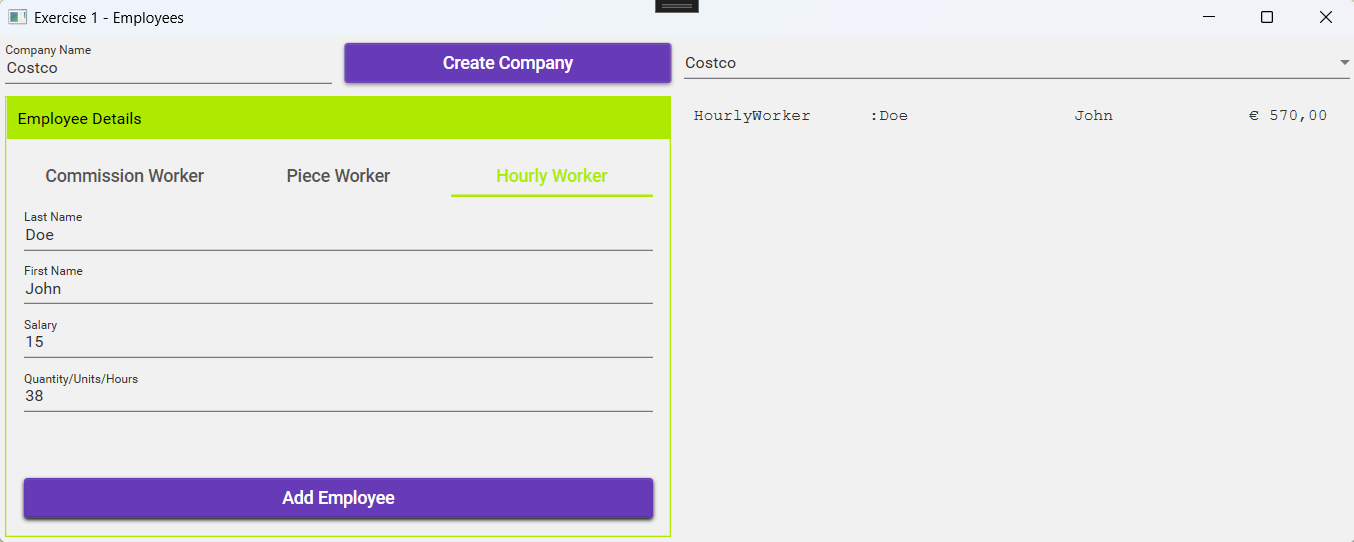 Exercise 1 - Employees
Company Name
Costco
Create Company
Costco
Employee Details
HourlyWorker :Doe John € 570,00
Commission Worker Piece Worker Hourly Worker
Last Name
Doe
First Name
John
Salary
15
Quantity/Units/Hours
38
Add Employee